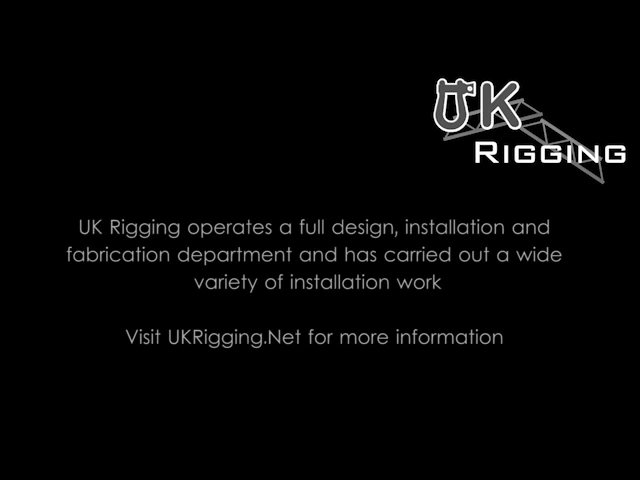 UK
RIGGING
UK Rigging operates a full design, installation and
fabrication department and has carried out a wide
variety of installation work
Visit UKRigging.Net for more information